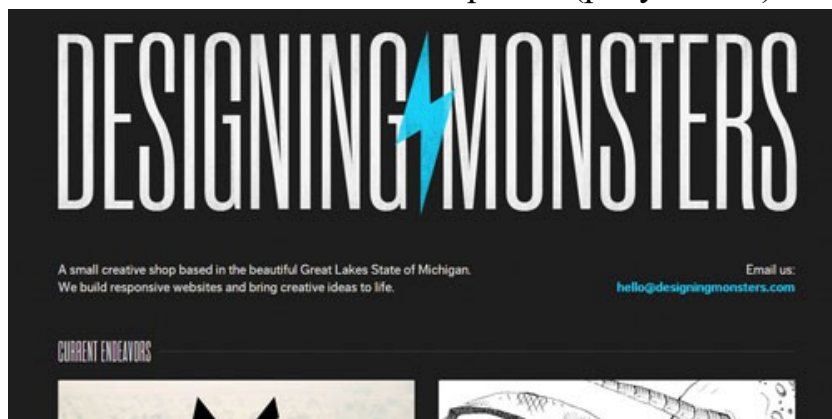 DESIGNING MONSTERS
A small creative shop based in the beautiful Great Lakes State of Michigan.
We build responsive websites and bring creative ideas to life.
Email us:
hello@designingmonsters.com
CURRENT ENDEAVORS